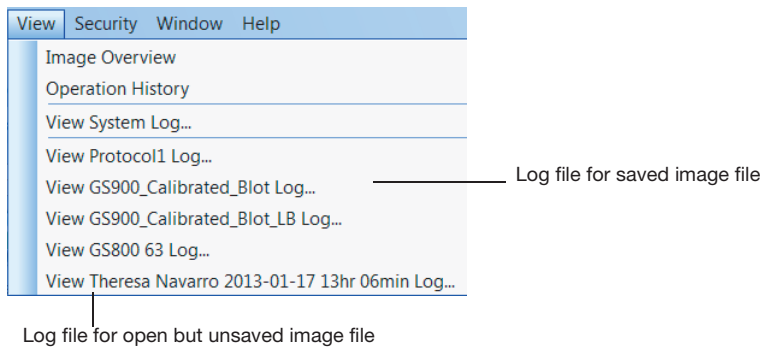 View Security Window Help
Image Overview
Operation History
View System Log...
View Protocol1 Log...
View GS900_Calibrated_Blot Log...
Log file for saved image file
View GS900_Calibrated_Blot_LB Log...
View GS800 63 Log...
View Theresa Navarro 2013-01-17 13hr 06min Log...
Log file for open but unsaved image file